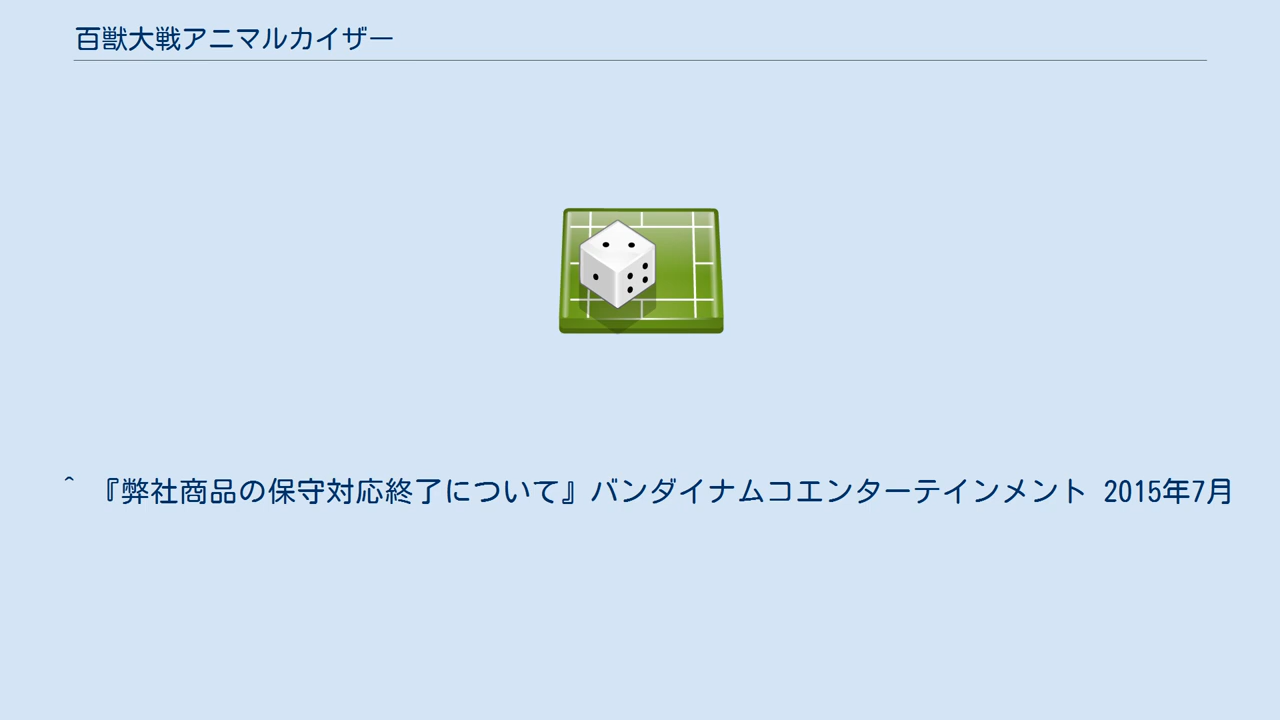 百獣大戦アニマルカイザー
^ 『弊社商品の保守対応終了について』バンダイナムコエンターテインメント 2015年7月